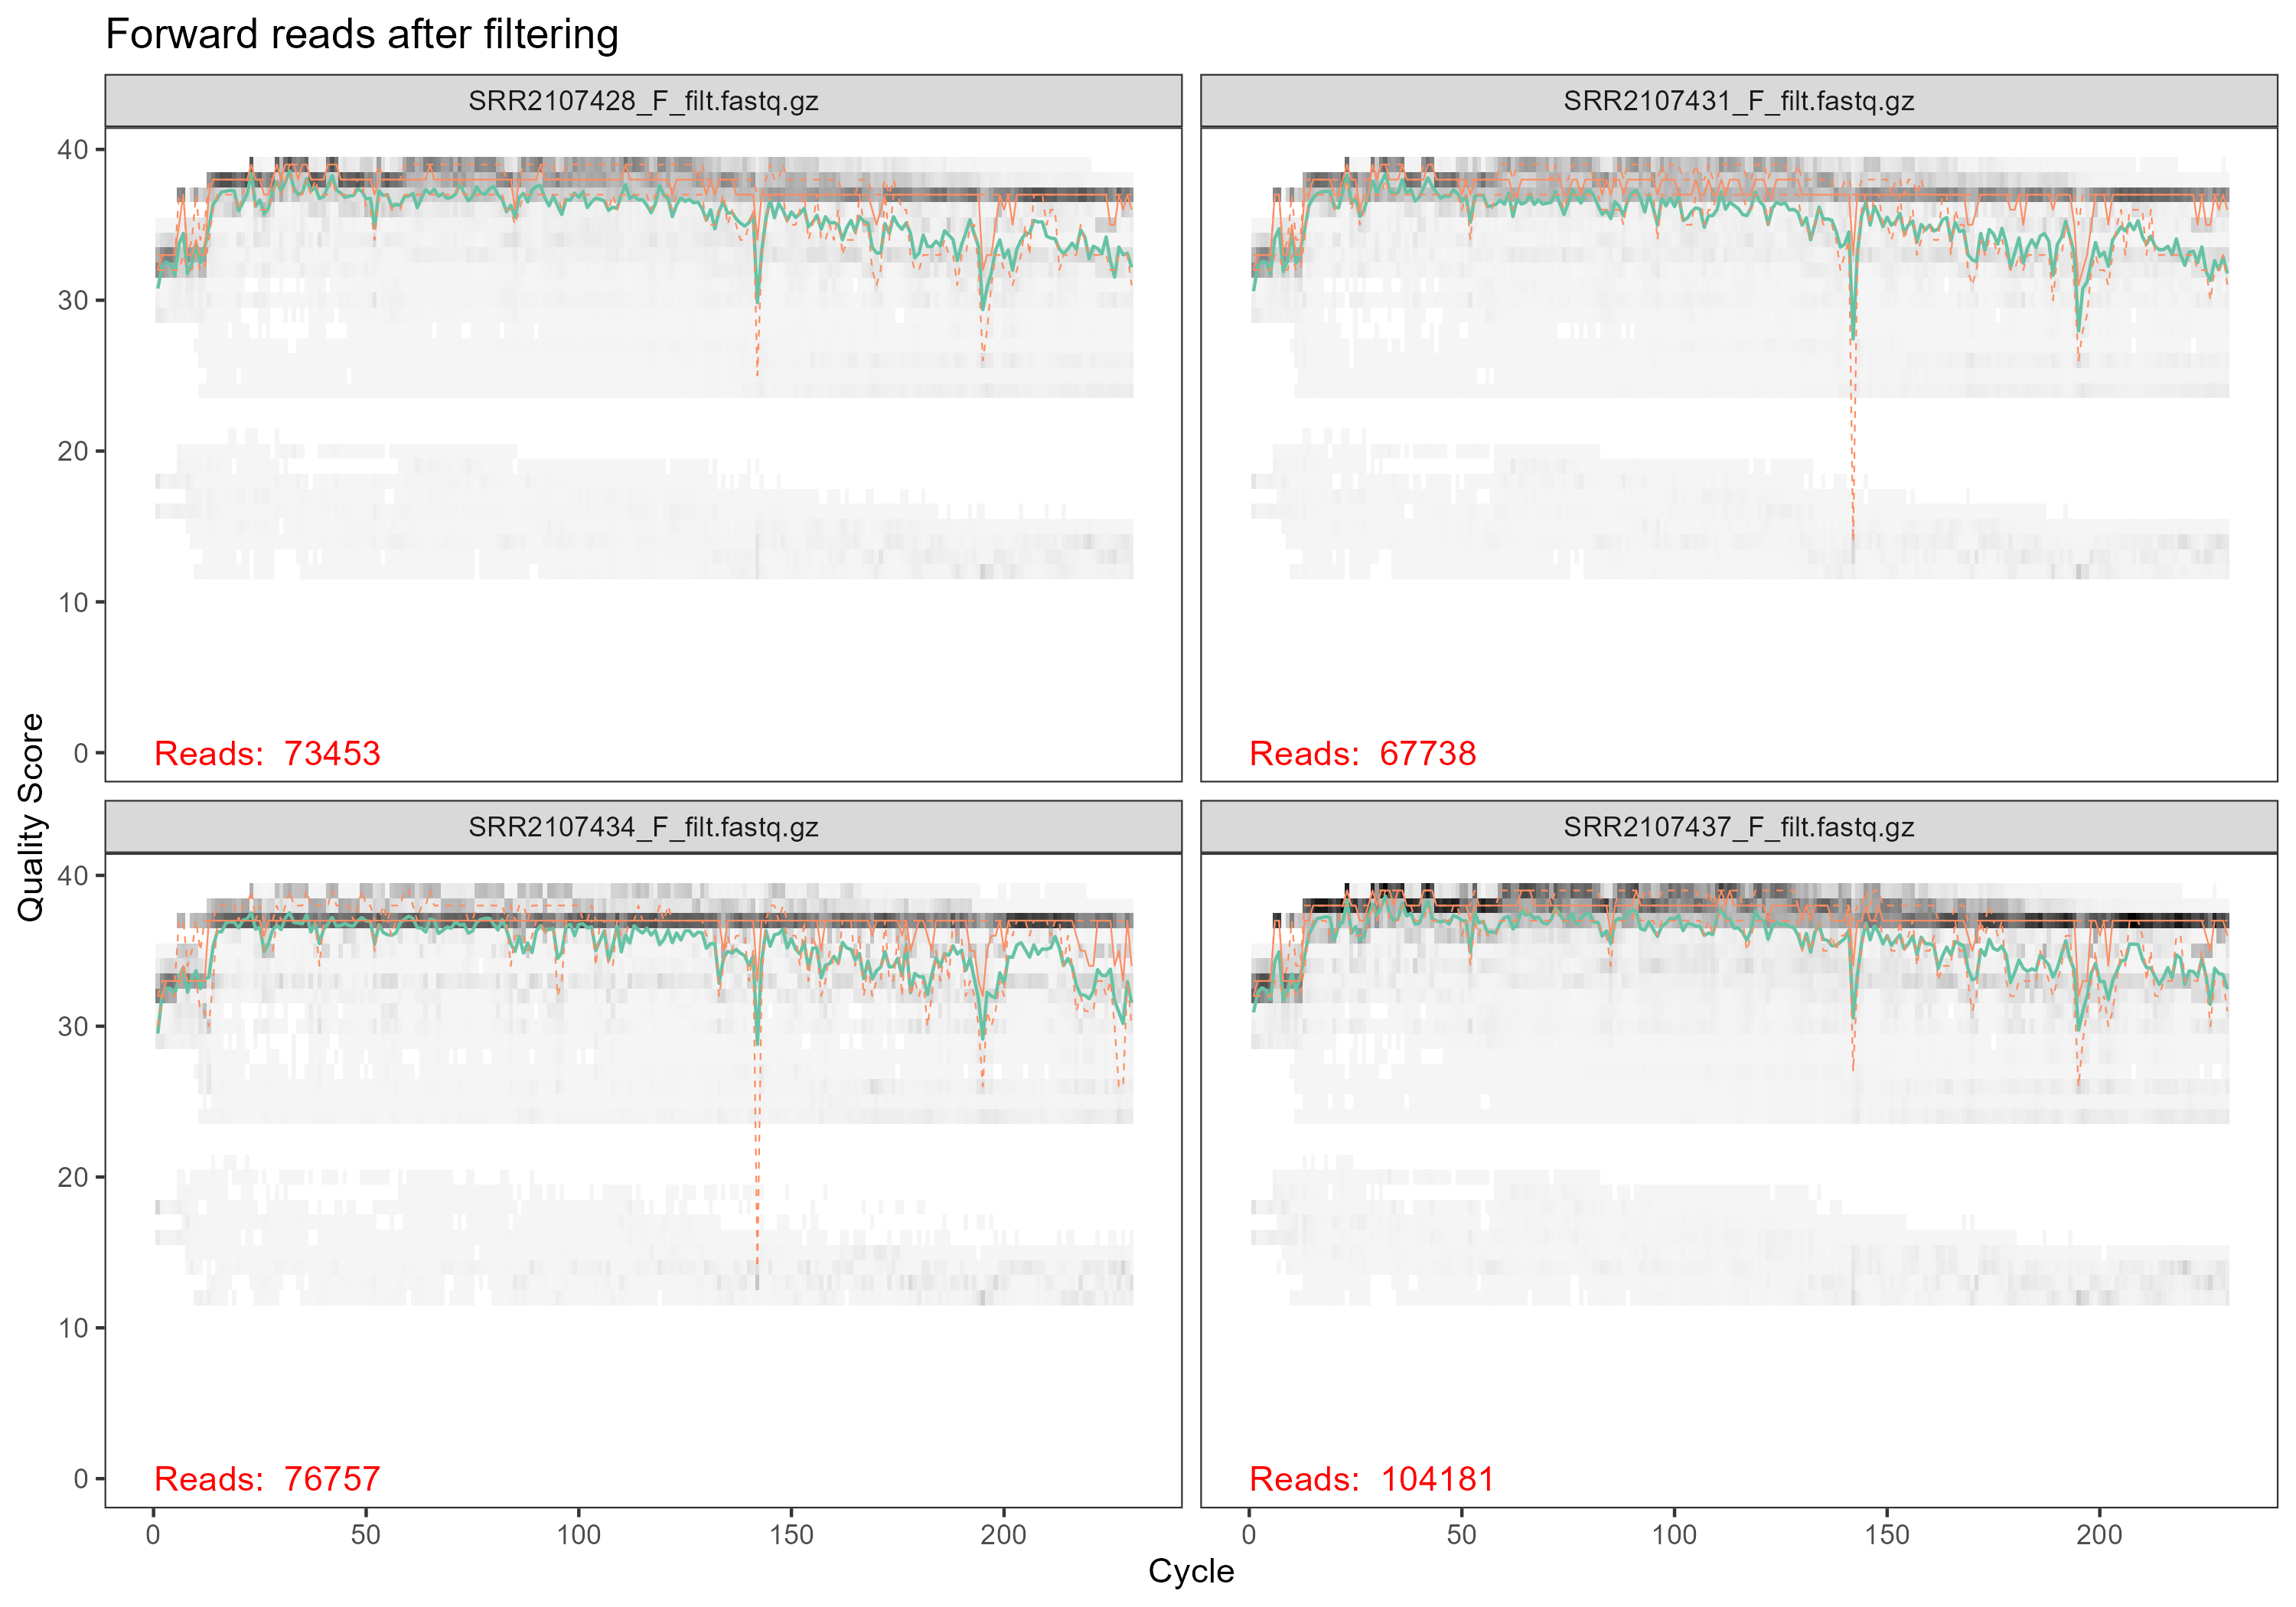 Forward reads after filtering
SRR2107428_F_filt.fastq.gz
SRR2107431_F_filt.fastq.gz
40
30
20
10
0
Reads:  73453
Reads:  67738
Quality Score
SRR2107434_F_filt.fastq.gz
SRR2107437_F_filt.fastq.gz
40
30
20
10
0
Reads:  76757
Reads:  104181
0 50 100 150 200
0 50 100 150 200
Cycle